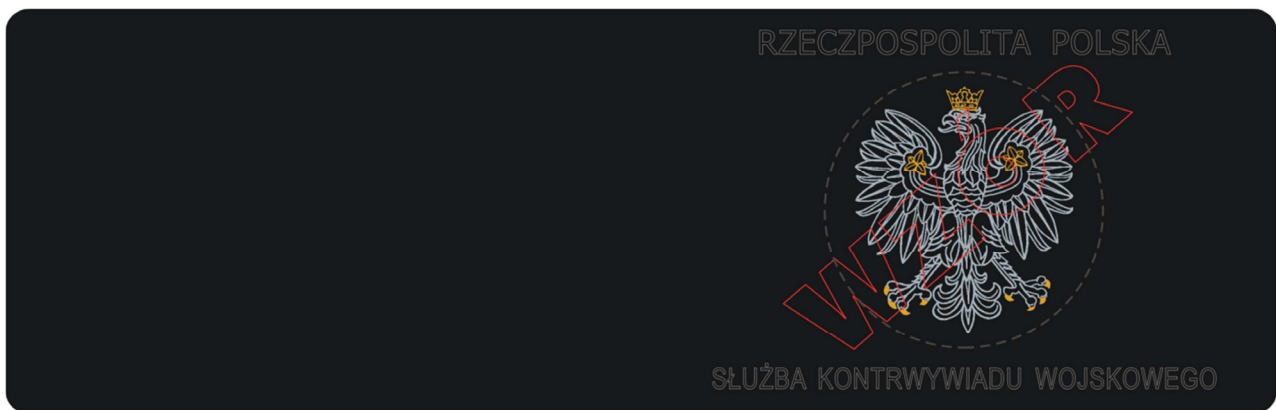 RZECZPOSPOLITA POLSKA
WZÓR
SŁUŻBA KONTRWYWIADU WOJSKOWEGO